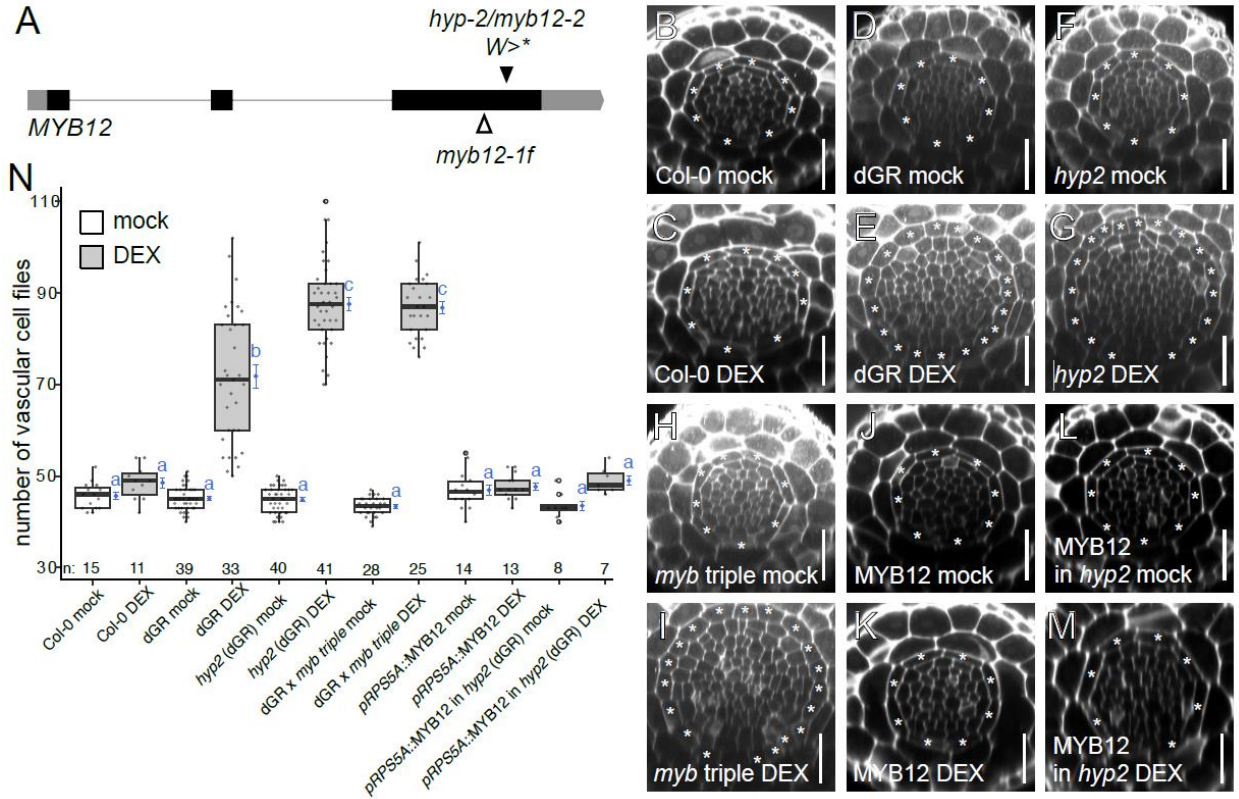 A
hyp-2/myb12-2
W>*
MYB12
myb12-1f
N
number of vascular cell files
110
90
70
50
30
mock
DEX
a
a
a
b
a
c
a
c
a
a
a
a
n: 15 11 39 33 40 41 28 25 14 13 8 7
Col-0 mock
Col-0 DEX
dGR mock
dGR DEX
hyp2 (dGR) mock
hyp2 (dGR) DEX
dGR x myb triple mock
dGR x myb triple DEX
pRPS5A::MYB12 mock
pRPS5A::MYB12 DEX
pRPS5A::MYB12 in hyp2 (dGR) mock
pRPS5A::MYB12 in hyp2 (dGR) DEX
B
Col-0 mock
D
dGR mock
F
hyp2 mock
C
Col-0 DEX
E
dGR DEX
G
hyp2 DEX
H
myb triple mock
J
MYB12 mock
L
MYB12
in hyp2 mock
I
myb triple DEX
K
MYB12 DEX
M
MYB12
in hyp2 DEX